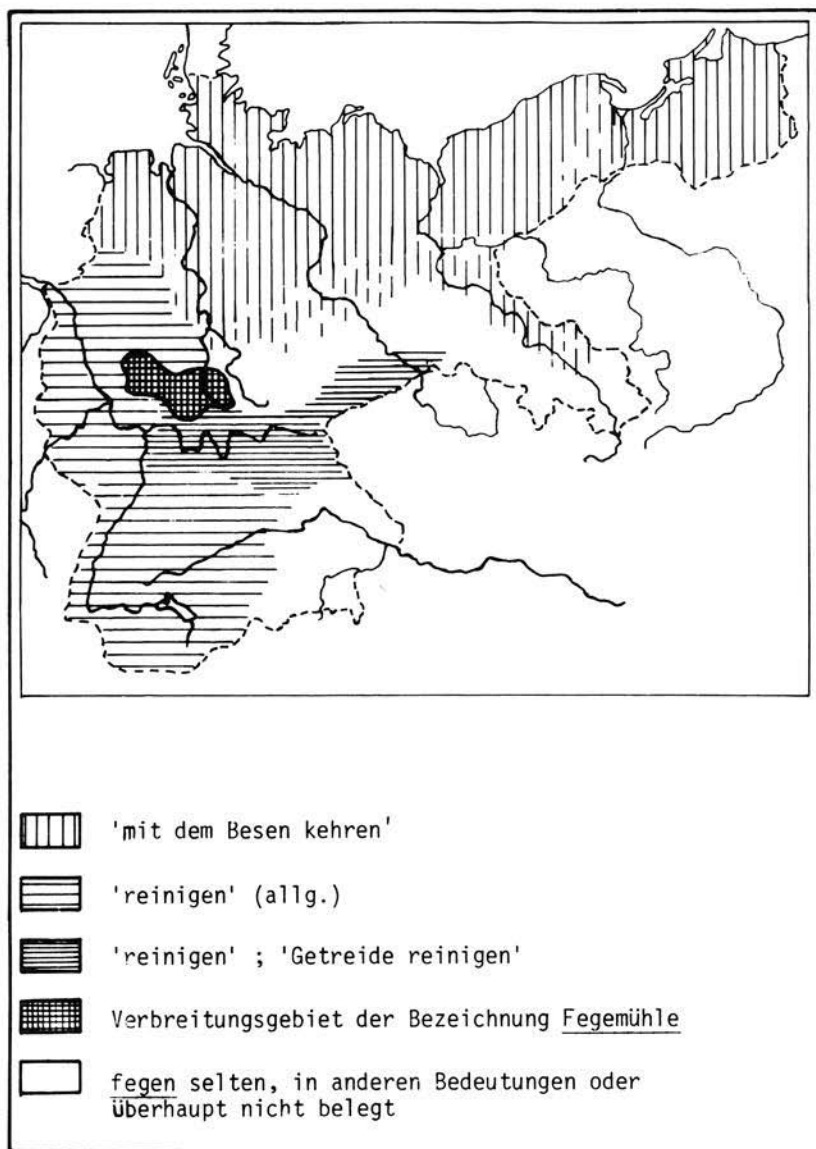 'mit dem Besen kehren'
'reinigen' (allg.)
'reinigen' ; 'Getreide reinigen'
Verbreitungsgebiet der Bezeichnung Fegemühle
fegen selten, in anderen Bedeutungen oder
überhaupt nicht belegt